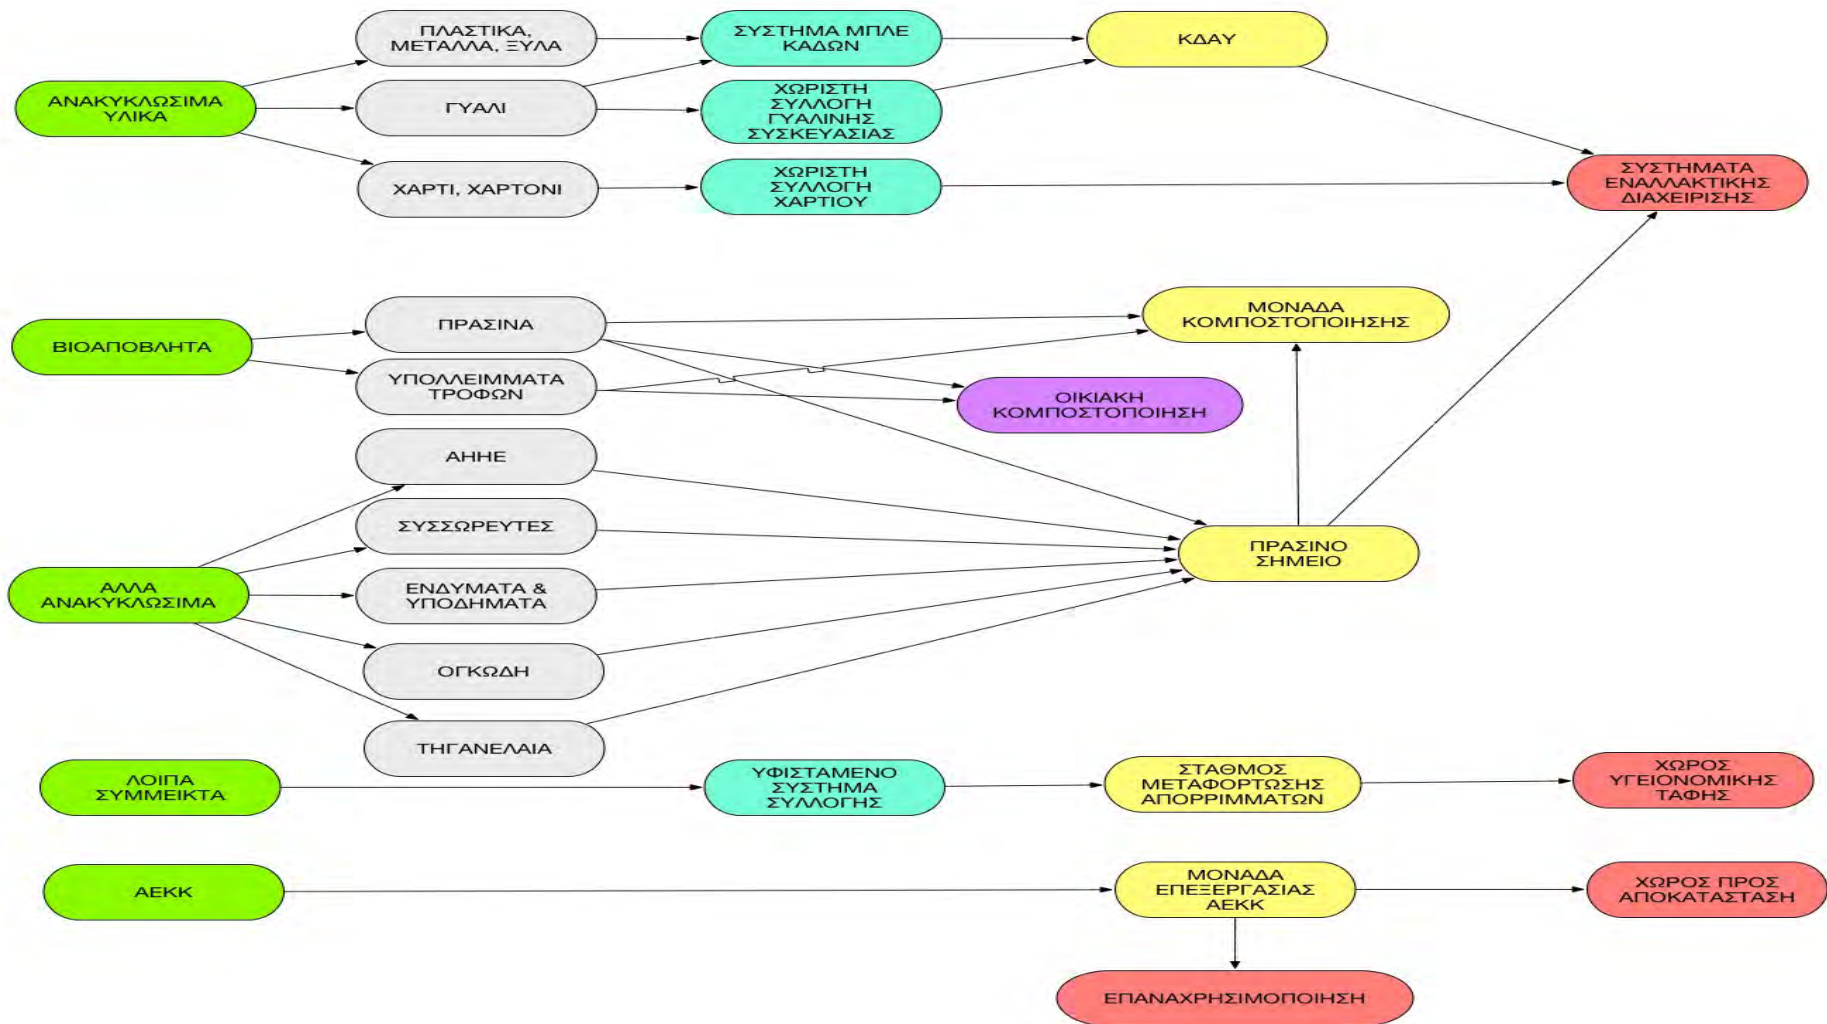 ΠΛΑΣΤΙΚΑ,
ΜΕΤΑΛΛΑ, ΞΥΛΑ
ΣΥΣΤΗΜΑ ΜΠΛΕ
ΚΑΔΩΝ
ΚΔΑΥ
ΑΝΑΚΥΚΛΩΣΙΜΑ
ΥΛΙΚΑ
ΓΥΑΛΙ
ΧΩΡΙΣΤΗ
ΣΥΛΛΟΓΗ
ΓΥΑΛΙΝΗΣ
ΣΥΣΚΕΥΑΣΙΑΣ
ΧΑΡΤΙ, ΧΑΡΤΟΝΙ
ΧΩΡΙΣΤΗ
ΣΥΛΛΟΓΗ
ΧΑΡΤΙΟΥ
ΣΥΣΤΗΜΑΤΑ
ΕΝΑΛΛΑΚΤΙΚΗΣ
ΔΙΑΧΕΙΡΙΣΗΣ
ΒΙΟΑΠΟΒΛΗΤΑ
ΠΡΑΣΙΝΑ
ΜΟΝΑΔΑ
ΚΟΜΠΟΣΤΟΠΟΙΗΣΗΣ
ΥΠΟΛΛΕΙΜΜΑΤΑ
ΤΡΟΦΩΝ
ΟΙΚΙΑΚΗ
ΚΟΜΠΟΣΤΟΠΟΙΗΣΗ
ΑΗΗΕ
ΣΥΣΣΩΡΕΥΤΕΣ
ΠΡΑΣΙΝΟ
ΣΗΜΕΙΟ
ΑΛΛΑ
ΑΝΑΚΥΚΛΩΣΙΜΑ
ΕΝΔΥΜΑΤΑ &
ΥΠΟΔΗΜΑΤΑ
ΟΓΚΩΔΗ
ΤΗΓΑΝΕΛΑΙΑ
ΛΟΙΠΑ
ΣΥΜΜΕΙΚΤΑ
ΥΦΙΣΤΑΜΕΝΟ
ΣΥΣΤΗΜΑ
ΣΥΛΛΟΓΗΣ
ΣΤΑΘΜΟΣ
ΜΕΤΑΦΟΡΤΩΣΗΣ
ΑΠΟΡΡΙΜΜΑΤΩΝ
ΧΩΡΟΣ
ΥΓΕΙΟΝΟΜΙΚΗΣ
ΤΑΦΗΣ
ΑΕΚΚ
ΜΟΝΑΔΑ
ΕΠΕΞΕΡΓΑΣΙΑΣ
ΑΕΚΚ
ΧΩΡΟΣ ΠΡΟΣ
ΑΠΟΚΑΤΑΣΤΑΣΗ
ΕΠΑΝΑΧΡΗΣΙΜΟΠΟΙΗΣΗ